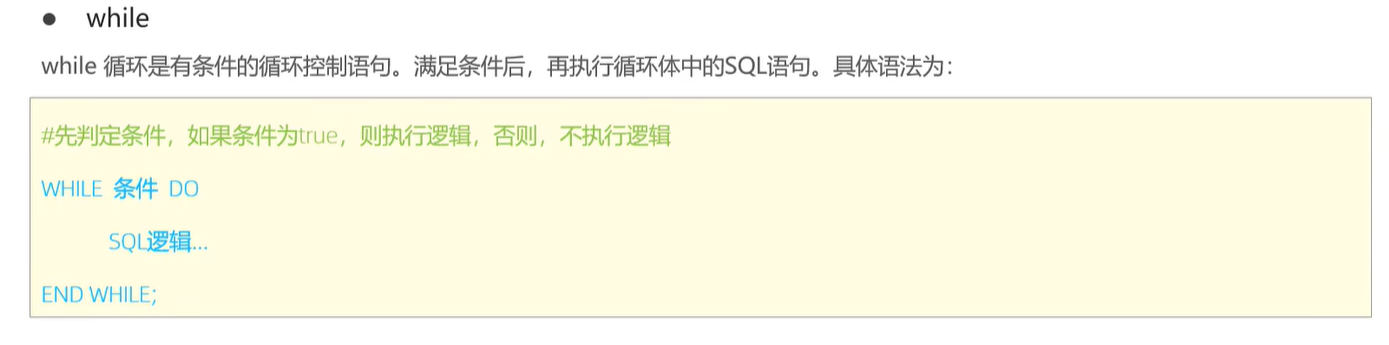 ● while
while 循环是有条件的循环控制语句。满足条件后，再执行循环体中的SQL语句。具体语法为：
#先判定条件，如果条件为true，则执行逻辑，否则，不执行逻辑
WHILE 条件 DO
SQL逻辑...
END WHILE;